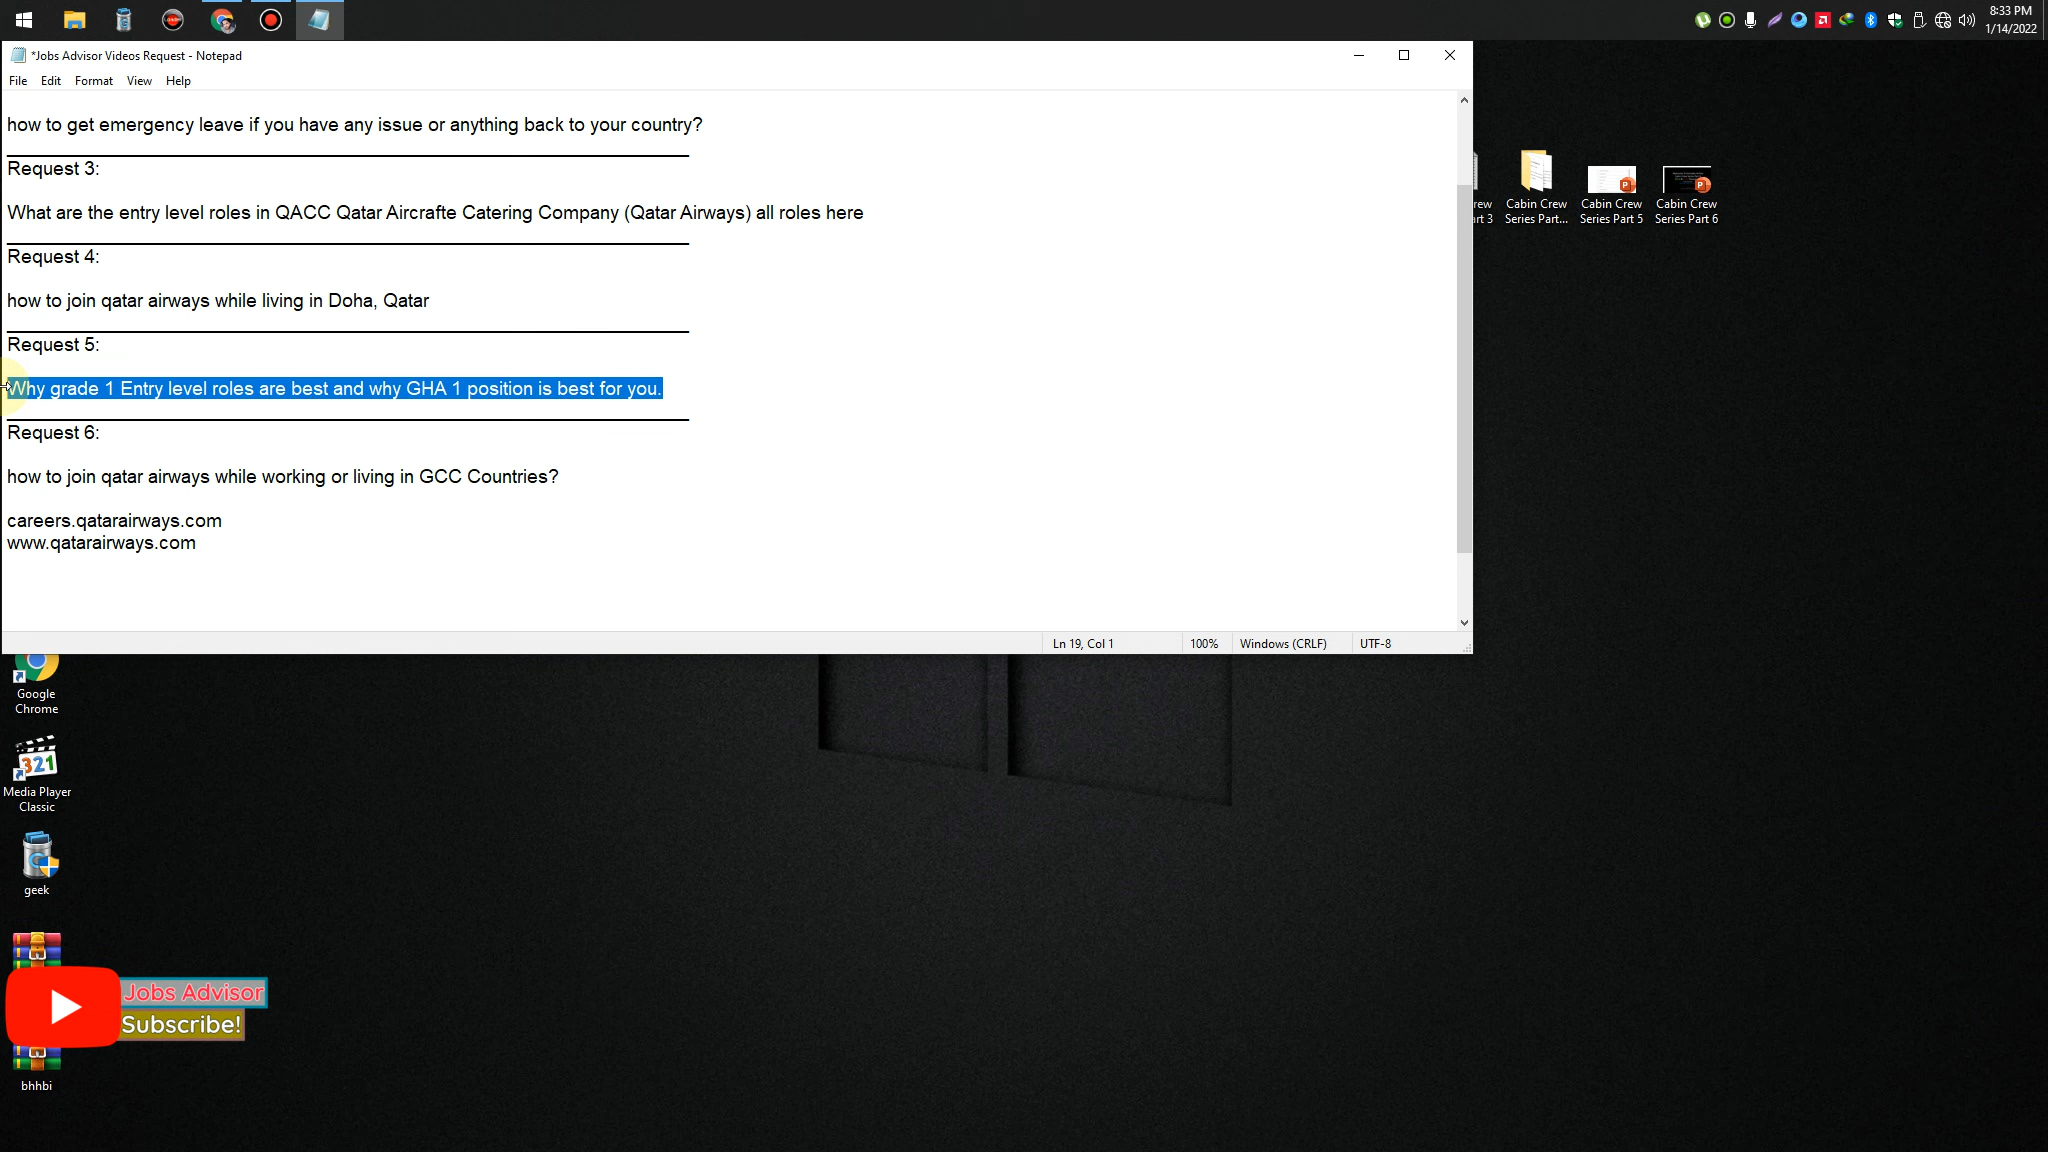 8:33 PM
1/14/2022
*Jobs Advisor Videos Request - Notepad
File Edit Format View Help
how to get emergency leave if you have any issue or anything back to your country?
Request 3:
What are the entry level roles in QACC Qatar Aircrafte Catering Company (Qatar Airways) all roles here
Request 4:
how to join qatar airways while living in Doha, Qatar
Request 5:
Why grade 1 Entry level roles are best and why GHA 1 position is best for you.
Request 6:
how to join qatar airways while working or living in GCC Countries?
careers.qatarairways.com
www.qatarairways.com
Ln 19, Col 1 100% Windows (CRLF) UTF-8
rew
art 3
Cabin Crew
Series Part...
Cabin Crew
Series Part 5
Cabin Crew
Series Part 6
Google
Chrome
321
Media Player
Classic
geek
Jobs Advisor
Subscribe!
bhhbi